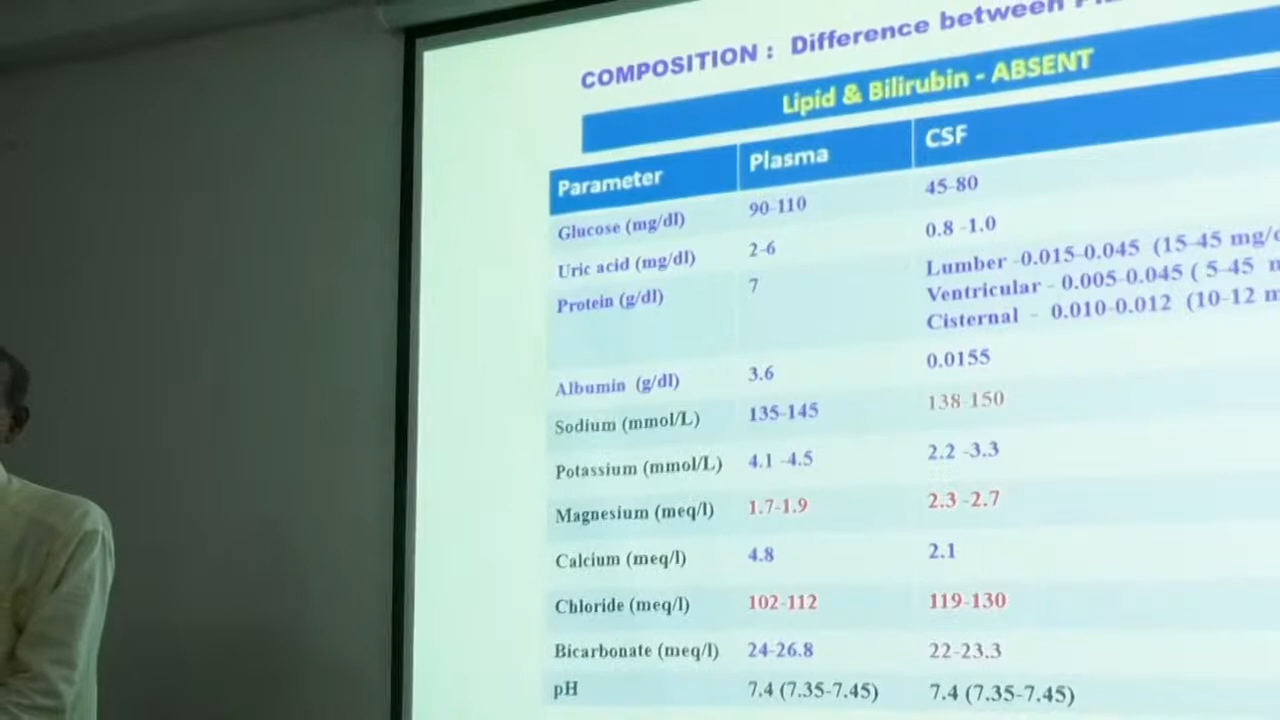 COMPOSITION : Difference between
Lipid & Bilirubin - ABSENT
Parameter Plasma CSF
Glucose (mg/dl) 90-110 45-80
Uric acid (mg/dl) 2-6 0.8 -1.0
Protein (g/dl) 7 Lumber -0.015-0.045 (15-45 mg/
Ventricular - 0.005-0.045 ( 5-45
Cisternal - 0.010-0.012 (10-12
Albumin (g/dl) 3.6 0.0155
Sodium (mmol/L) 135-145 138-150
Potassium (mmol/L) 4.1 -4.5 2.2 -3.3
Magnesium (meq/l) 1.7-1.9 2.3 -2.7
Calcium (meq/l) 4.8 2.1
Chloride (meq/l) 102-112 119-130
Bicarbonate (meq/l) 24-26.8 22-23.3
pH 7.4 (7.35-7.45) 7.4 (7.35-7.45)